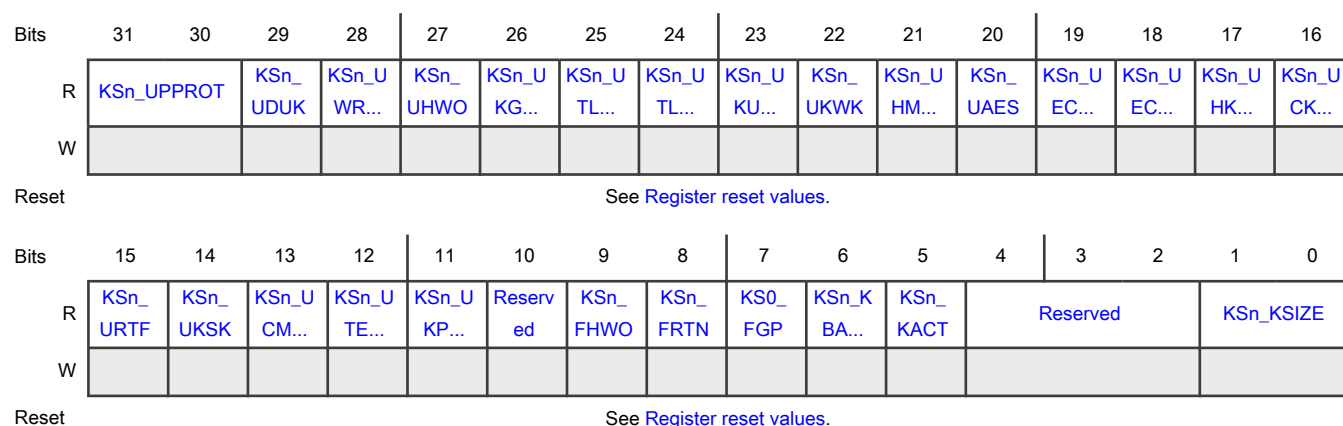 Bits 31 30 29 28 27 26 25 24 23 22 21 20 19 18 17 16
R KSn_UPPROT KSn_ UDUK KSn_U WR... KSn_ UHWO KSn_U KG... KSn_U TL... KSn_U TL... KSn_U KU... KSn_ UKWK KSn_U HM... KSn_ UAES KSn_U EC... KSn_U EC... KSn_U HK... KSn_U CK...
W
Reset See Register reset values.
Bits 15 14 13 12 11 10 9 8 7 6 5 4 3 2 1 0
R KSn_ URTF KSn_ UKSK KSn_U CM... KSn_U TE... KSn_U KP... Reserv ed KSn_ FHWO KSn_ FRTN KS0_ FGP KSn_K BA... KSn_ KACT Reserved KSn_KSIZE
W
Reset See Register reset values.